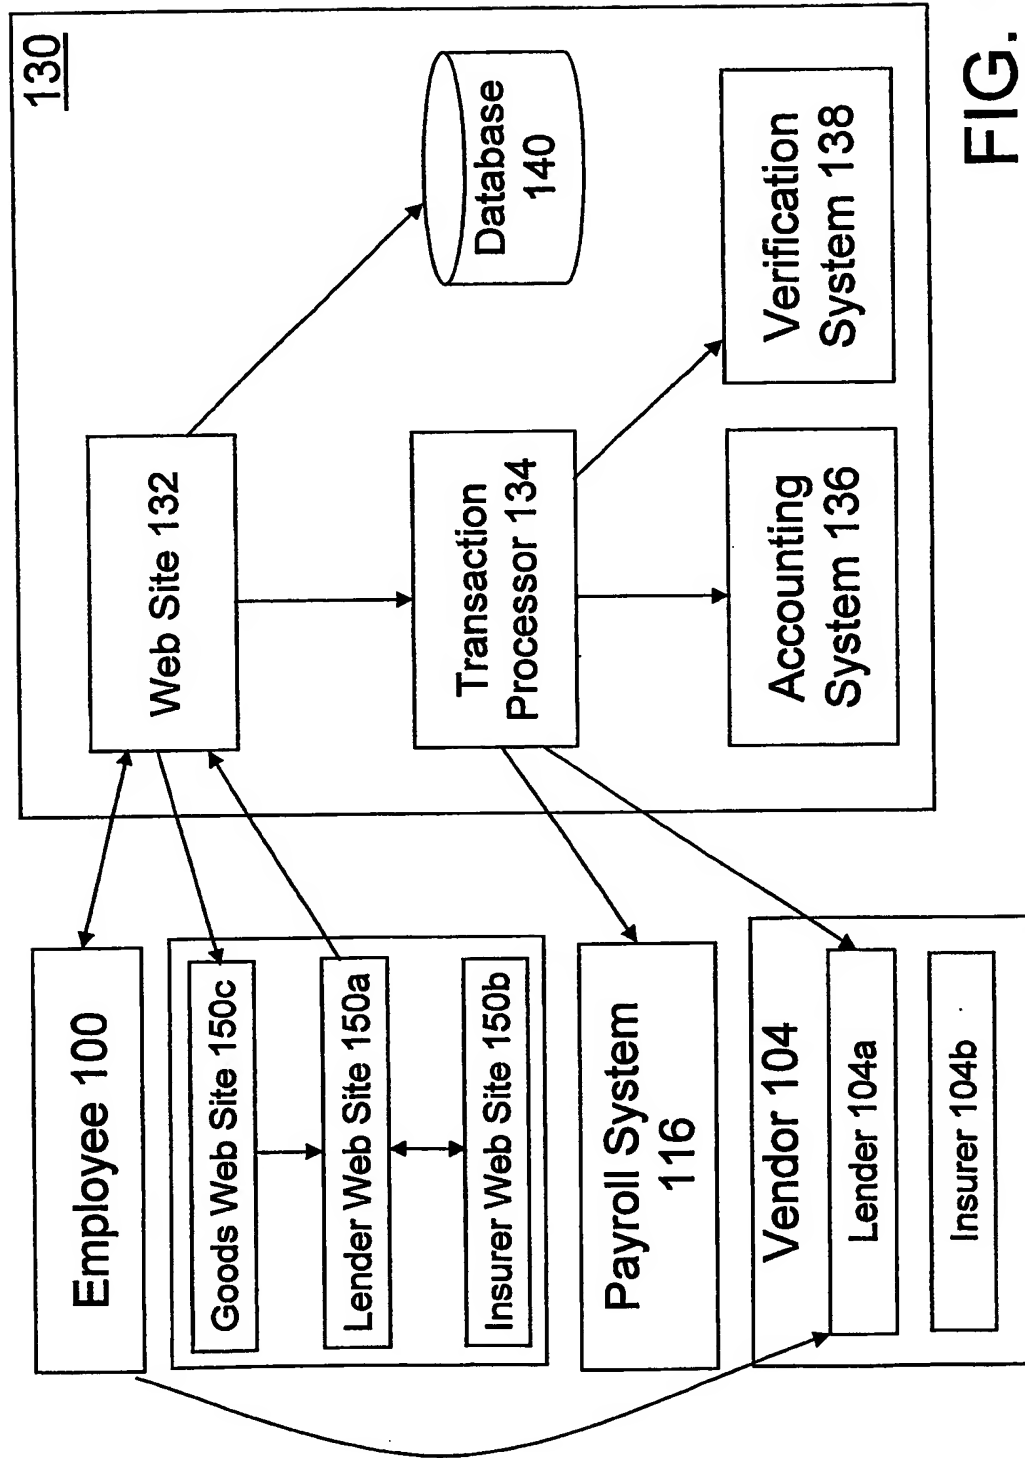 130
Employee 100
Goods Web Site 150c
Lender Web Site 150a
Insurer Web Site 150b
Payroll System
116
Vendor 104
Lender 104a
Insurer 104b
Web Site 132
Transaction
Processor 134
Database
140
Accounting
System 136
Verification
System 138
FIG.